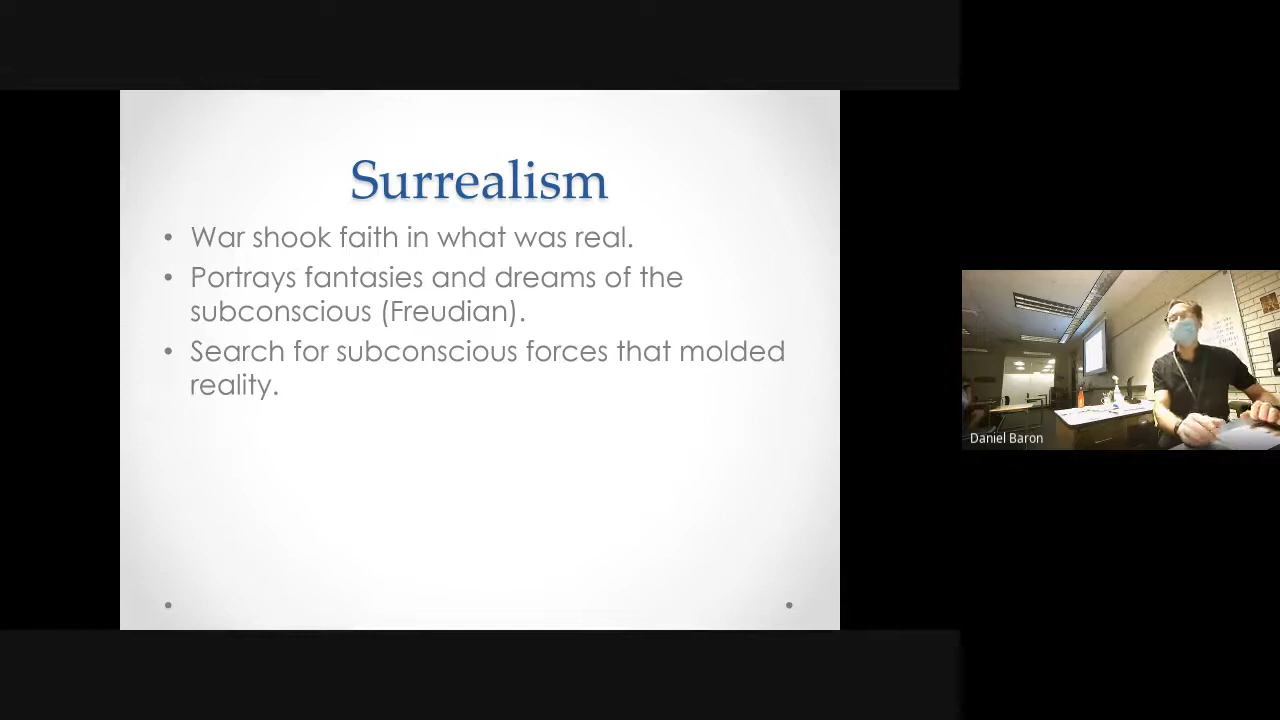 Surrealism
• War shook faith in what was real.
• Portrays fantasies and dreams of the
subconscious (Freudian).
• Search for subconscious forces that molded
reality.
Daniel Baron